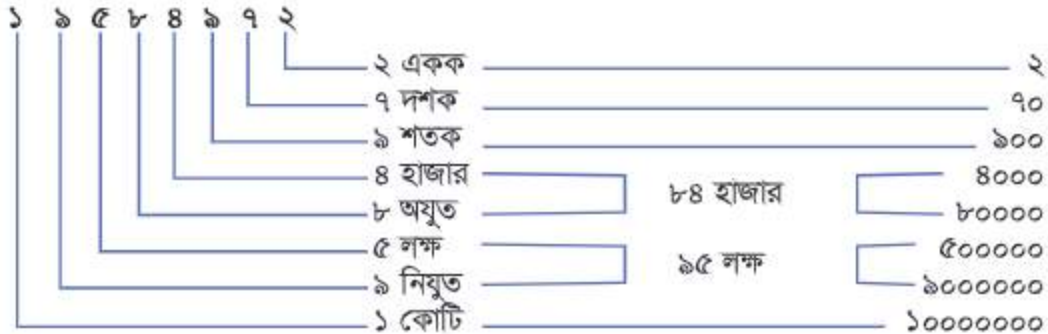 ১ ৯ ৫ ৮ ৪ ৯ ৭ ২
২ একক ২
৭ দশক ৭০
৯ শতক ৯০০
৪ হাজার ৪০০০
৮৪ হাজার
৮ অযুত ৮০০০০
৫ লক্ষ ৫০০০০০
৯৫ লক্ষ
৯ নিযুত ৯০০০০০০
১ কোটি ১০০০০০০০